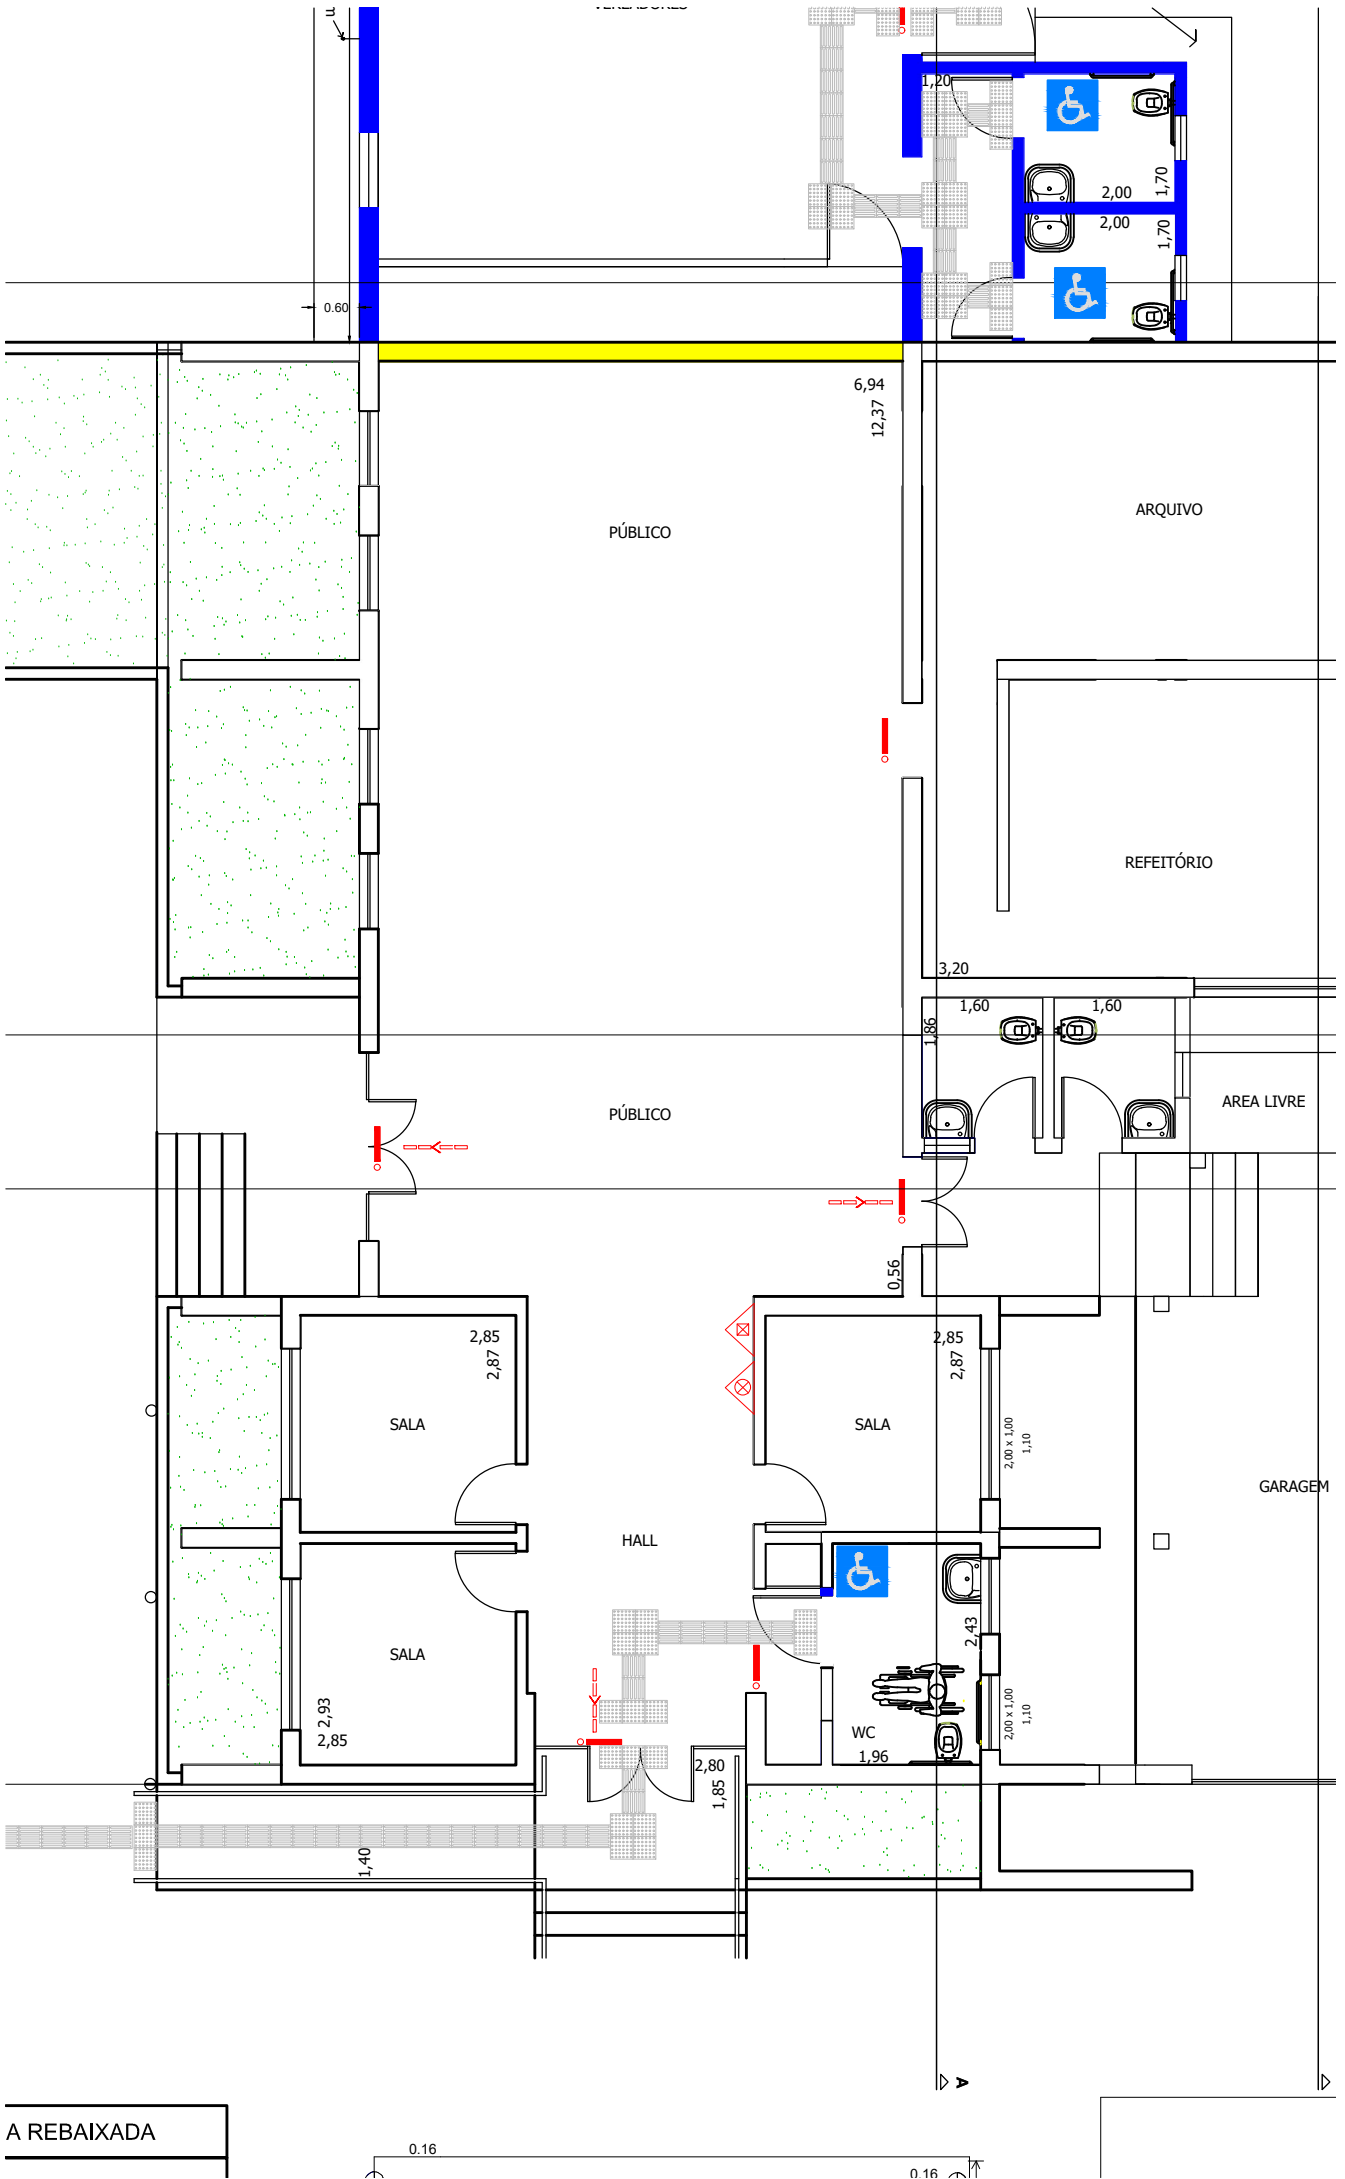 1,20
2,00
1,70
2,00
1,70
0.60
6,94
12,37
ARQUIVO
PÚBLICO
REFEITÓRIO
3,20
1,60
1,60
1,86
AREA LIVRE
PÚBLICO
0,56
2,85
2,87
2,85
2,87
SALA
SALA
2,00 x 1,00
1,10
GARAGEM
HALL
2,43
SALA
2,93
2,85
WC
1,96
2,00 x 1,00
1,10
2,80
1,85
1,40
A
A REBAIXADA
0.16
0.16